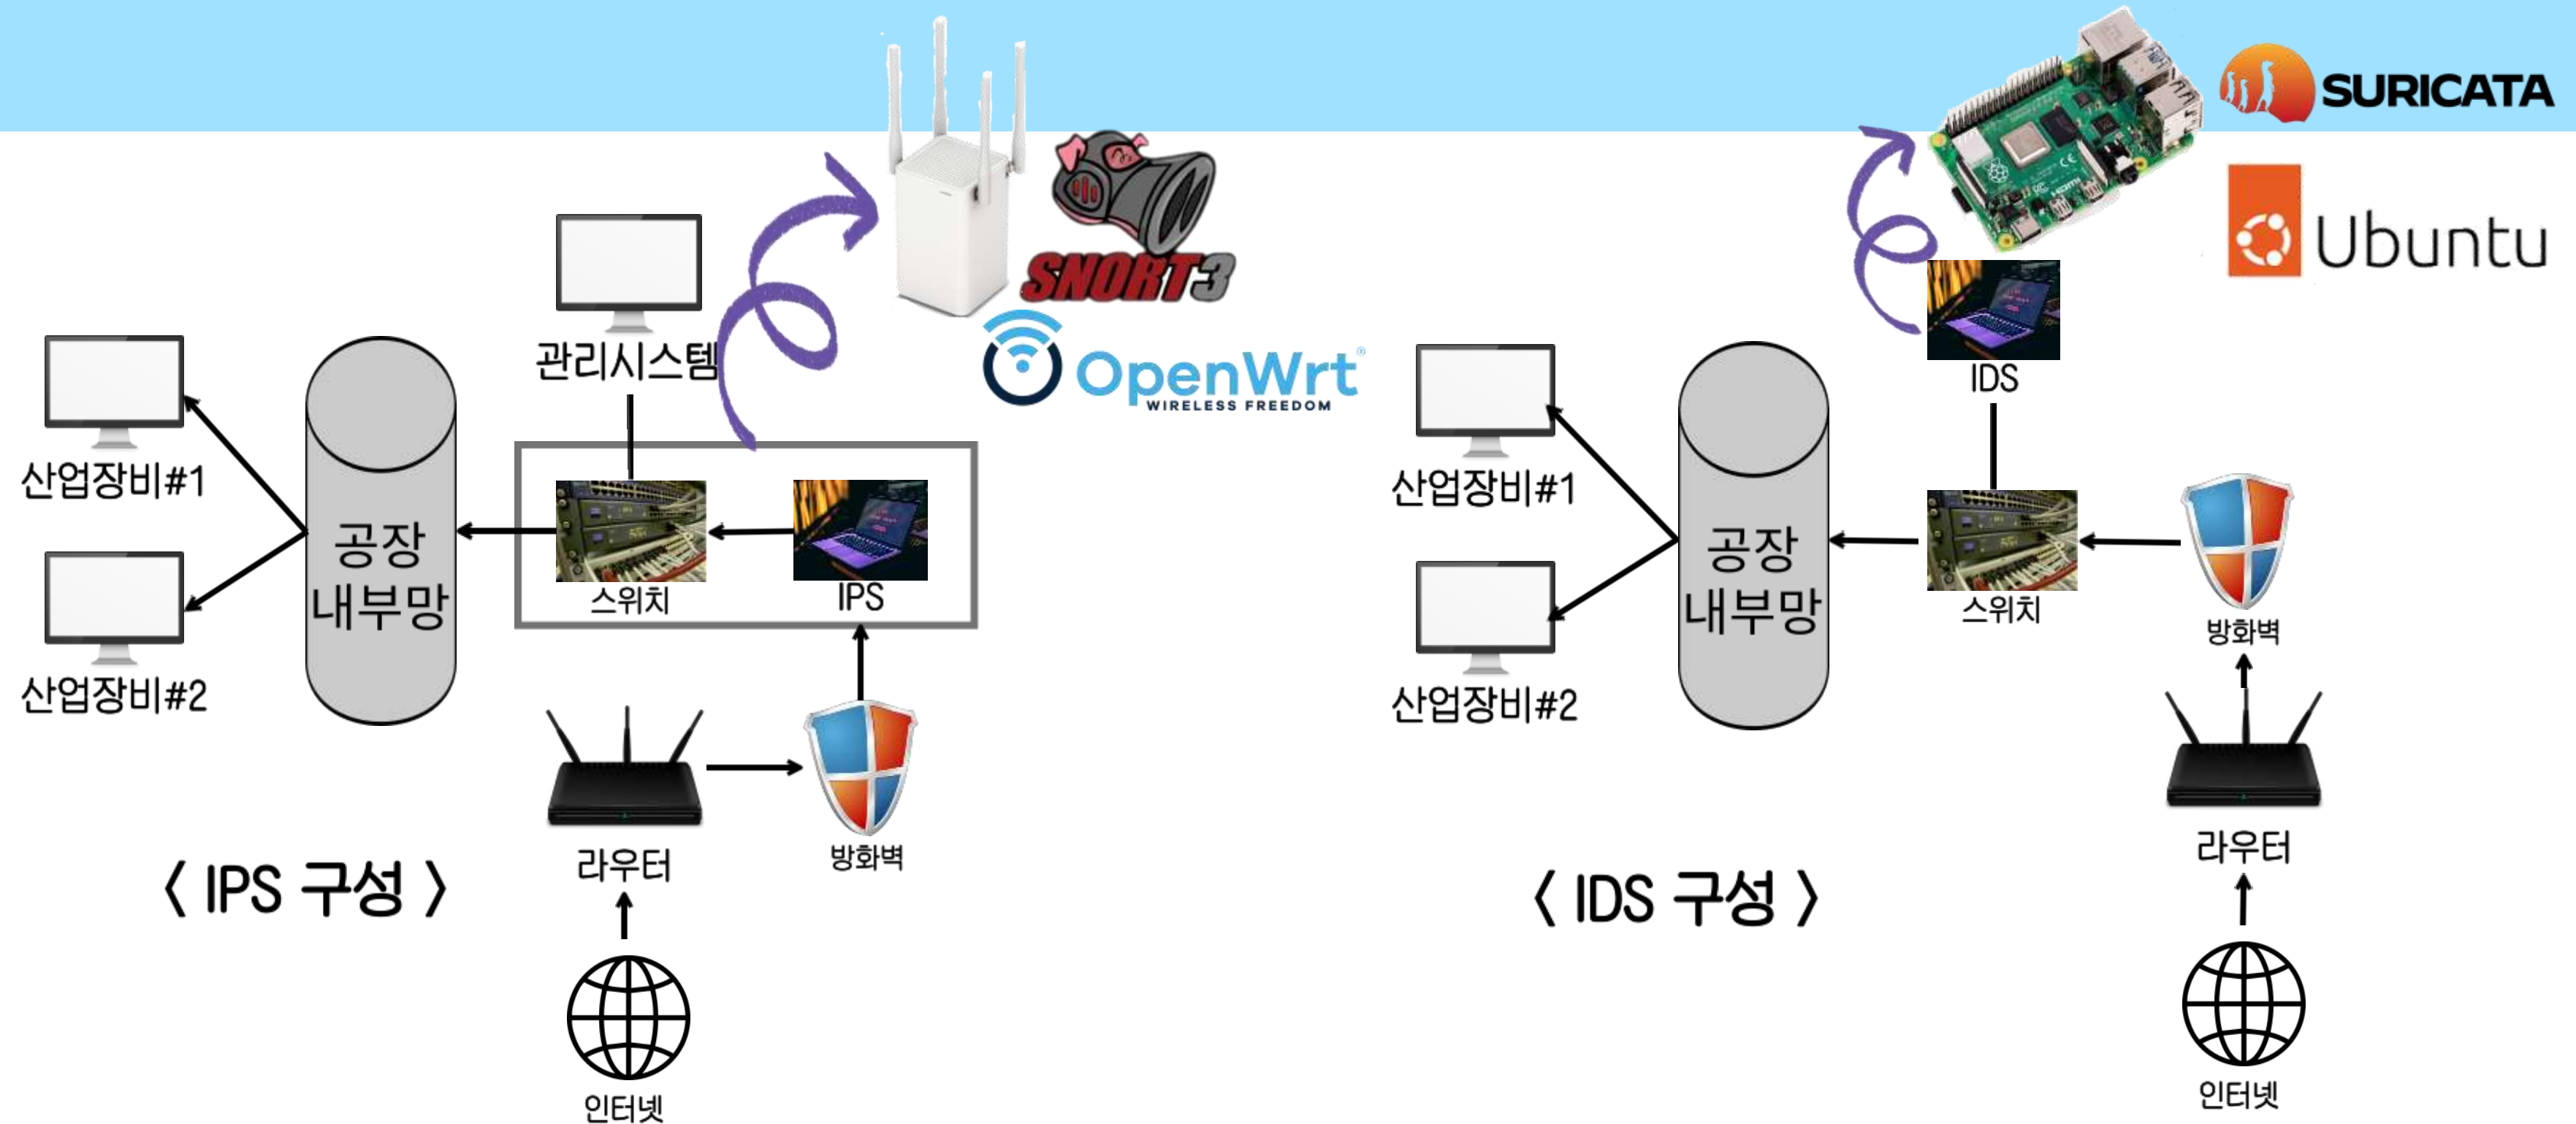 SNORT3
관리시스템
OpenWrt
WIRELESS FREEDOM
산업장비#1
공장
내부망
스위치
IPS
산업장비#2
라우터
방화벽
< IPS 구성 >
인터넷
SURICATA
Ubuntu
IDS
산업장비#1
공장
내부망
스위치
방화벽
산업장비#2
라우터
< IDS 구성 >
인터넷